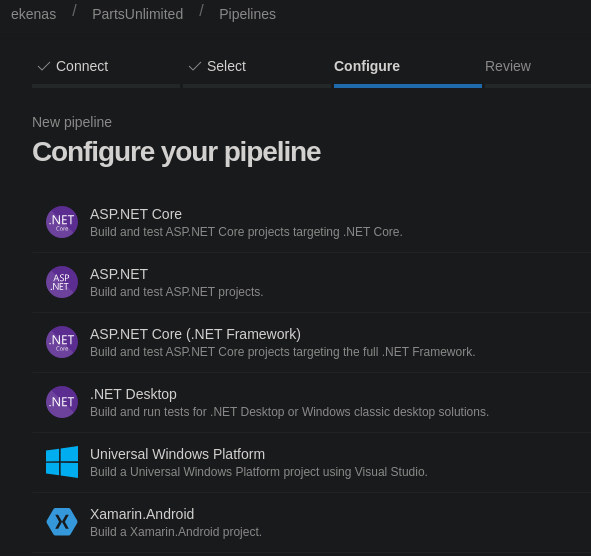 ekenas / PartsUnlimited / Pipelines
Connect Select Configure Review
New pipeline
Configure your pipeline
.NET Core
ASP.NET Core
Build and test ASP.NET Core projects targeting .NET Core.
ASP .NET
ASP.NET
Build and test ASP.NET projects.
.NET Core
ASP.NET Core (.NET Framework)
Build and test ASP.NET Core projects targeting the full .NET Framework.
.NET
.NET Desktop
Build and run tests for .NET Desktop or Windows classic desktop solutions.
Universal Windows Platform
Build a Universal Windows Platform project using Visual Studio.
X
Xamarin.Android
Build a Xamarin.Android project.